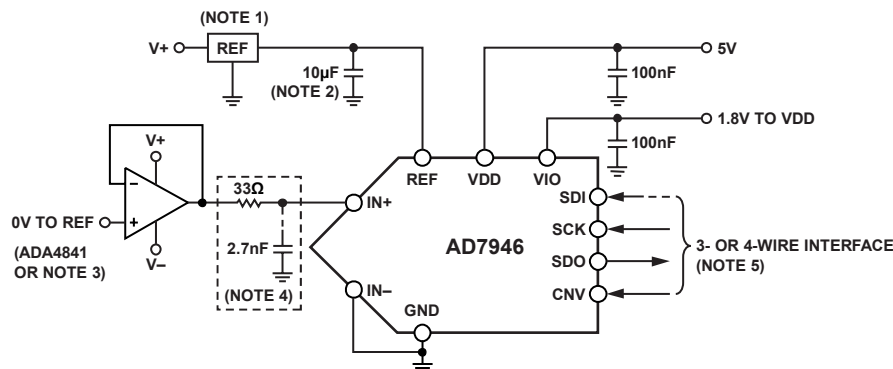 (NOTE 1)
V+
REF
10µF
(NOTE 2)
100nF
5V
100nF
1.8V TO VDD
REF
VDD
VIO
V+
–
+
0V TO REF
(ADA4841
OR NOTE 3)
V–
33Ω
2.7nF
(NOTE 4)
IN+
IN–
GND
AD7946
SDI
SCK
SDO
CNV
3- OR 4-WIRE INTERFACE
(NOTE 5)